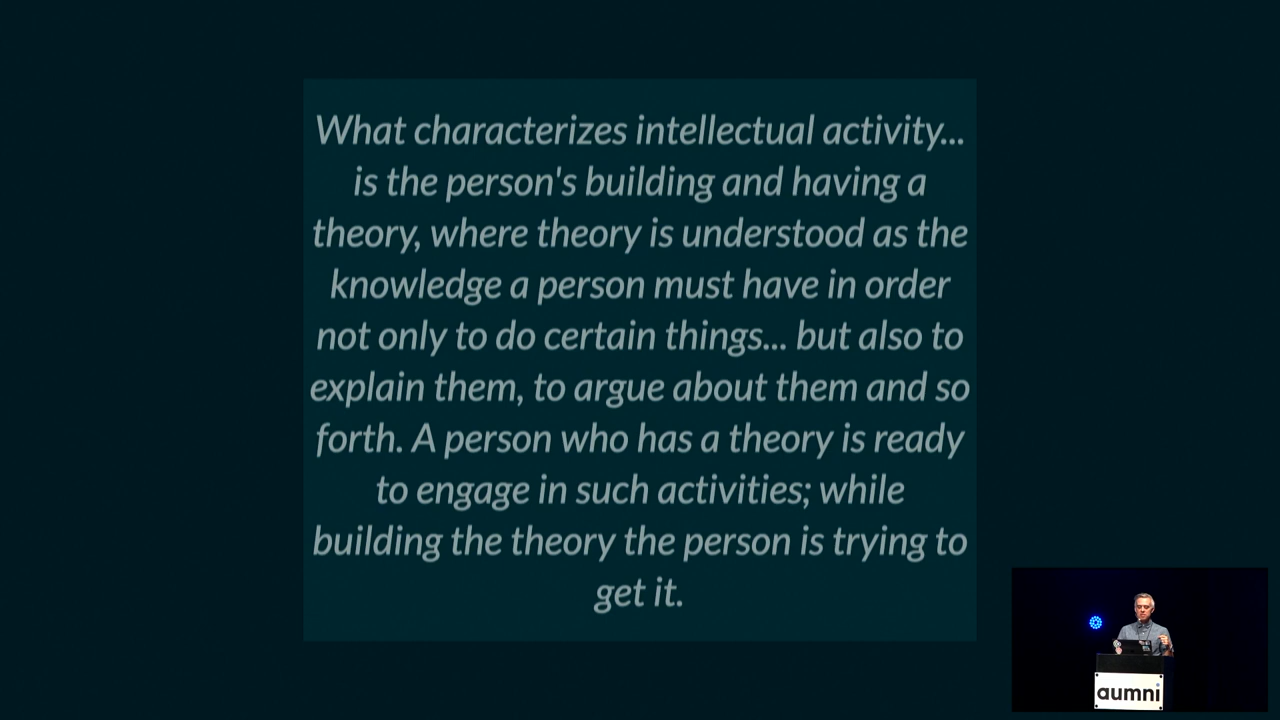 What characterizes intellectual activity...
is the person's building and having a
theory, where theory is understood as the
knowledge a person must have in order
not only to do certain things... but also to
explain them, to argue about them and so
forth. A person who has a theory is ready
to engage in such activities; while
building the theory the person is trying to
get it.
aumni